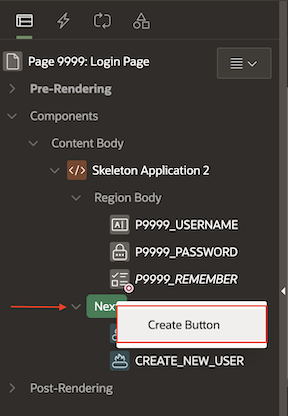 Page 9999: Login Page
Pre-Rendering
Components
Content Body
Skeleton Application 2
Region Body
P9999_USERNAME
P9999_PASSWORD
P9999_REMEMBER
Nex
Create Button
CREATE_NEW_USER
Post-Rendering